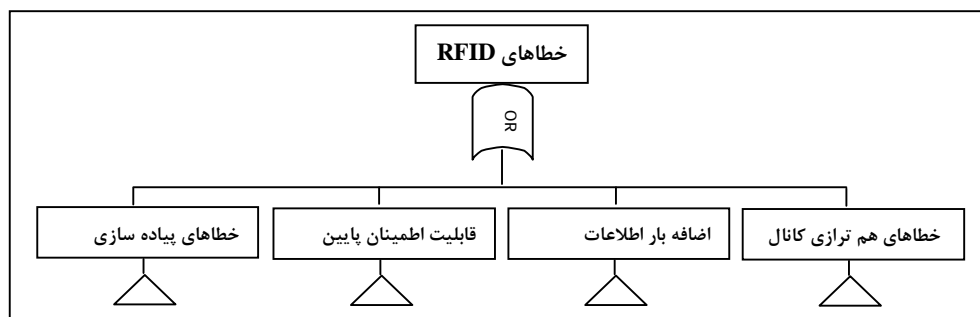 خطاهای RFID
OR
خطاهای هم ترازی کانال
اضافه بار اطلاعات
قابلیت اطمینان پایین
خطاهای پیاده سازی